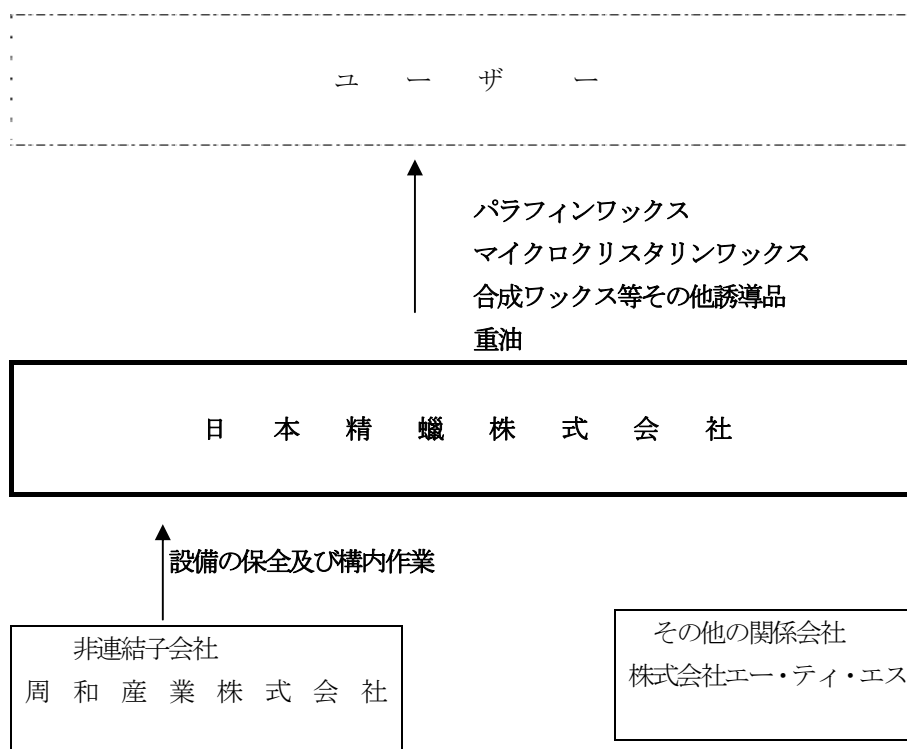 ユーザー
パラフィンワックス
マイクロクリスタリンワックス
合成ワックス等その他誘導品
重油
日本精蠟株式会社
設備の保全及び構内作業
非連結子会社
周和産業株式会社
その他の関係会社
株式会社エー・ティ・エス